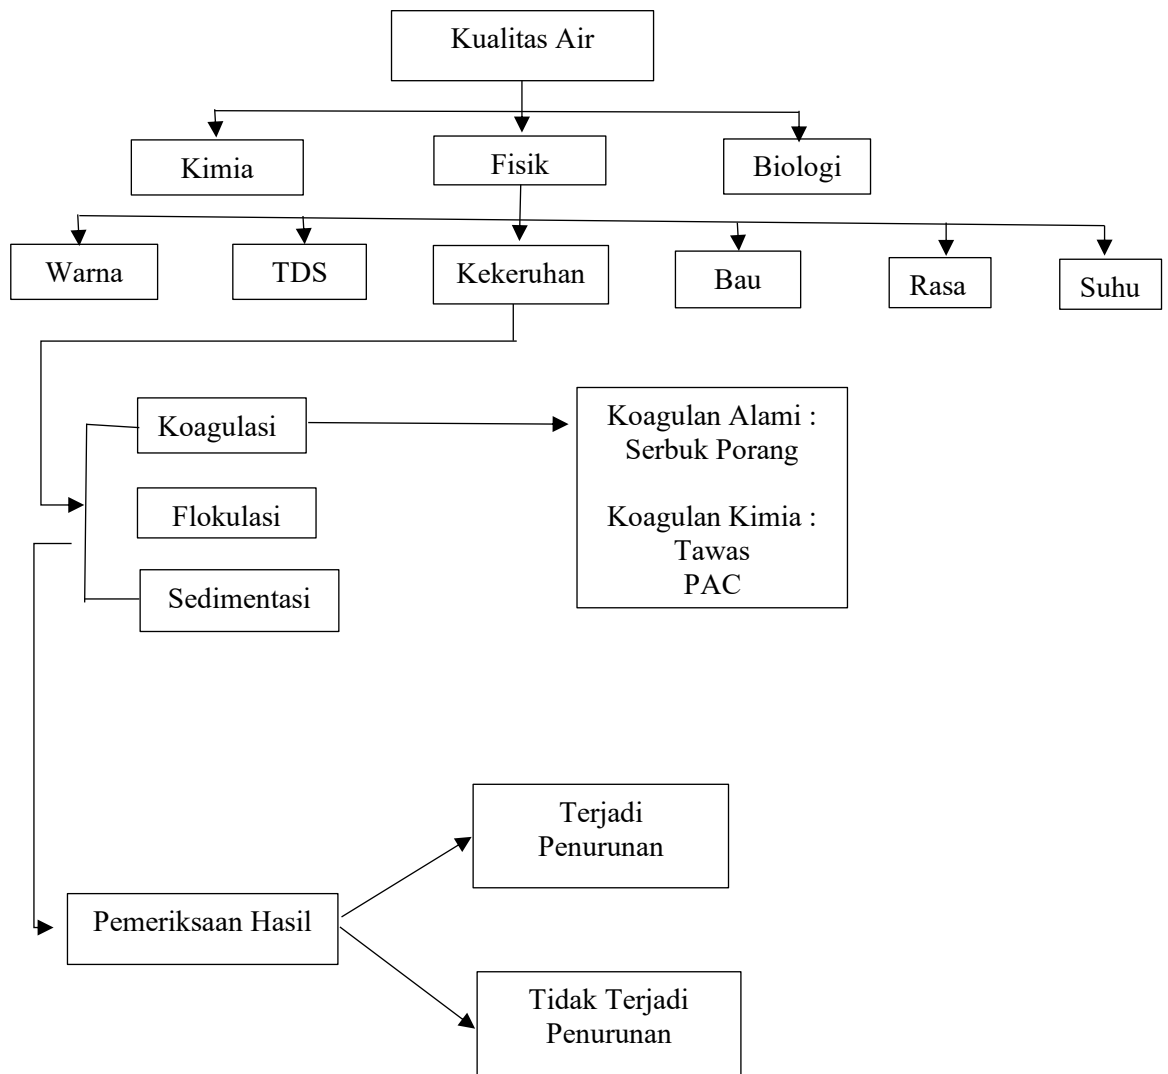 Kualitas Air
Kimia
Fisik
Biologi
Warna
TDS
Kekeruhan
Bau
Rasa
Suhu
Koagulasi
Koagulan Alami :
Serbuk Porang
Koagulan Kimia :
Tawas
PAC
Flokulasi
Sedimentasi
Terjadi
Penurunan
Pemeriksaan Hasil
Tidak Terjadi
Penurunan